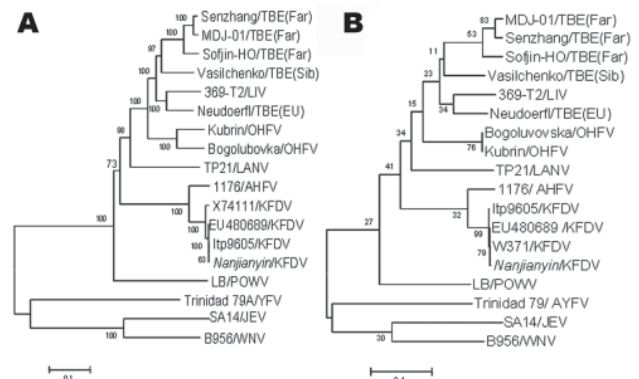 A
100
Senzhang/TBE(Far)
100
MDJ-01/TBE(Far)
97
Sofjin-HO/TBE(Far)
100
Vasilchenko/TBE(Sib)
100
369-T2/LIV
100
Neudoerfl/TBE(EU)
98
Kubrin/OHFV
100
Bogolubovka/OHFV
73
TP21/LANV
1176/AHFV
100
X74111/KFDV
100
EU480689/KFDV
100
Itp9605/KFDV
63
Nanjianyin/KFDV
100
LB/POWV
Trinidad 79A/YFV
SA14/JEV
100
B956/WNV
0.1
B
83
MDJ-01/TBE(Far)
53
Senzhang/TBE(Far)
Sofjin-HO/TBE(Far)
11
Vasilchenko/TBE(Sib)
23
369-T2/LIV
34
Neudoerfl/TBE(EU)
15
Bogoluvovska/OHFV
76
Kubrin/OHFV
34
TP21/LANV
41
1176/ AHFV
32
Itp9605/KFDV
99
EU480689 /KFDV
79
W371/KFDV
Nanjianyin/KFDV
27
LB/POWV
Trinidad 79/ AYFV
SA14/JEV
30
B956/WNV
0.1